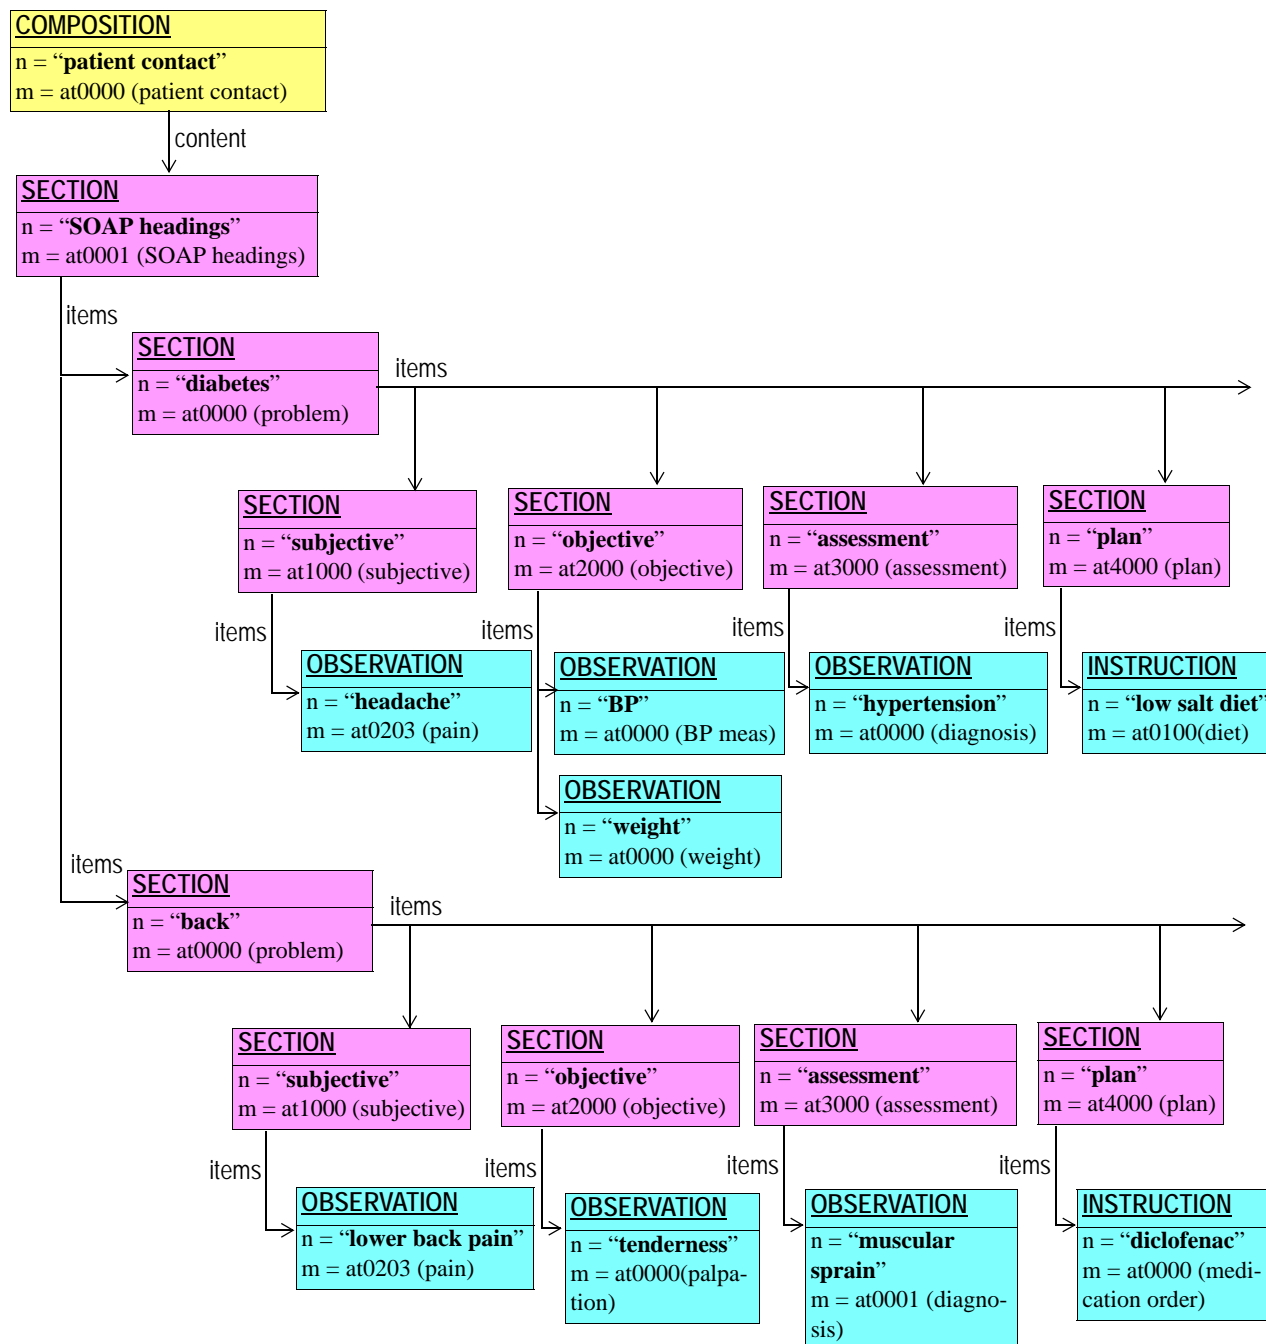 COMPOSITION
n = “patient contact”
m = at0000 (patient contact)
content
SECTION
n = “SOAP headings”
m = at0001 (SOAP headings)
items
SECTION
n = “diabetes”
m = at0000 (problem)
items
SECTION
n = “subjective”
m = at1000 (subjective)
SECTION
n = “objective”
m = at2000 (objective)
SECTION
n = “assessment”
m = at3000 (assessment)
SECTION
n = “plan”
m = at4000 (plan)
items
OBSERVATION
n = “headache”
m = at0203 (pain)
items
OBSERVATION
n = “BP”
m = at0000 (BP meas)
OBSERVATION
n = “weight”
m = at0000 (weight)
items
OBSERVATION
n = “hypertension”
m = at0000 (diagnosis)
items
INSTRUCTION
n = “low salt diet”
m = at0100(diet)
items
SECTION
n = “back”
m = at0000 (problem)
items
SECTION
n = “subjective”
m = at1000 (subjective)
SECTION
n = “objective”
m = at2000 (objective)
SECTION
n = “assessment”
m = at3000 (assessment)
SECTION
n = “plan”
m = at4000 (plan)
items
OBSERVATION
n = “lower back pain”
m = at0203 (pain)
items
OBSERVATION
n = “tenderness”
m = at0000(palpa-
tion)
items
OBSERVATION
n = “muscular
sprain”
m = at0001 (diagno-
sis)
items
INSTRUCTION
n = “diclofenac”
m = at0000 (medi-
cation order)